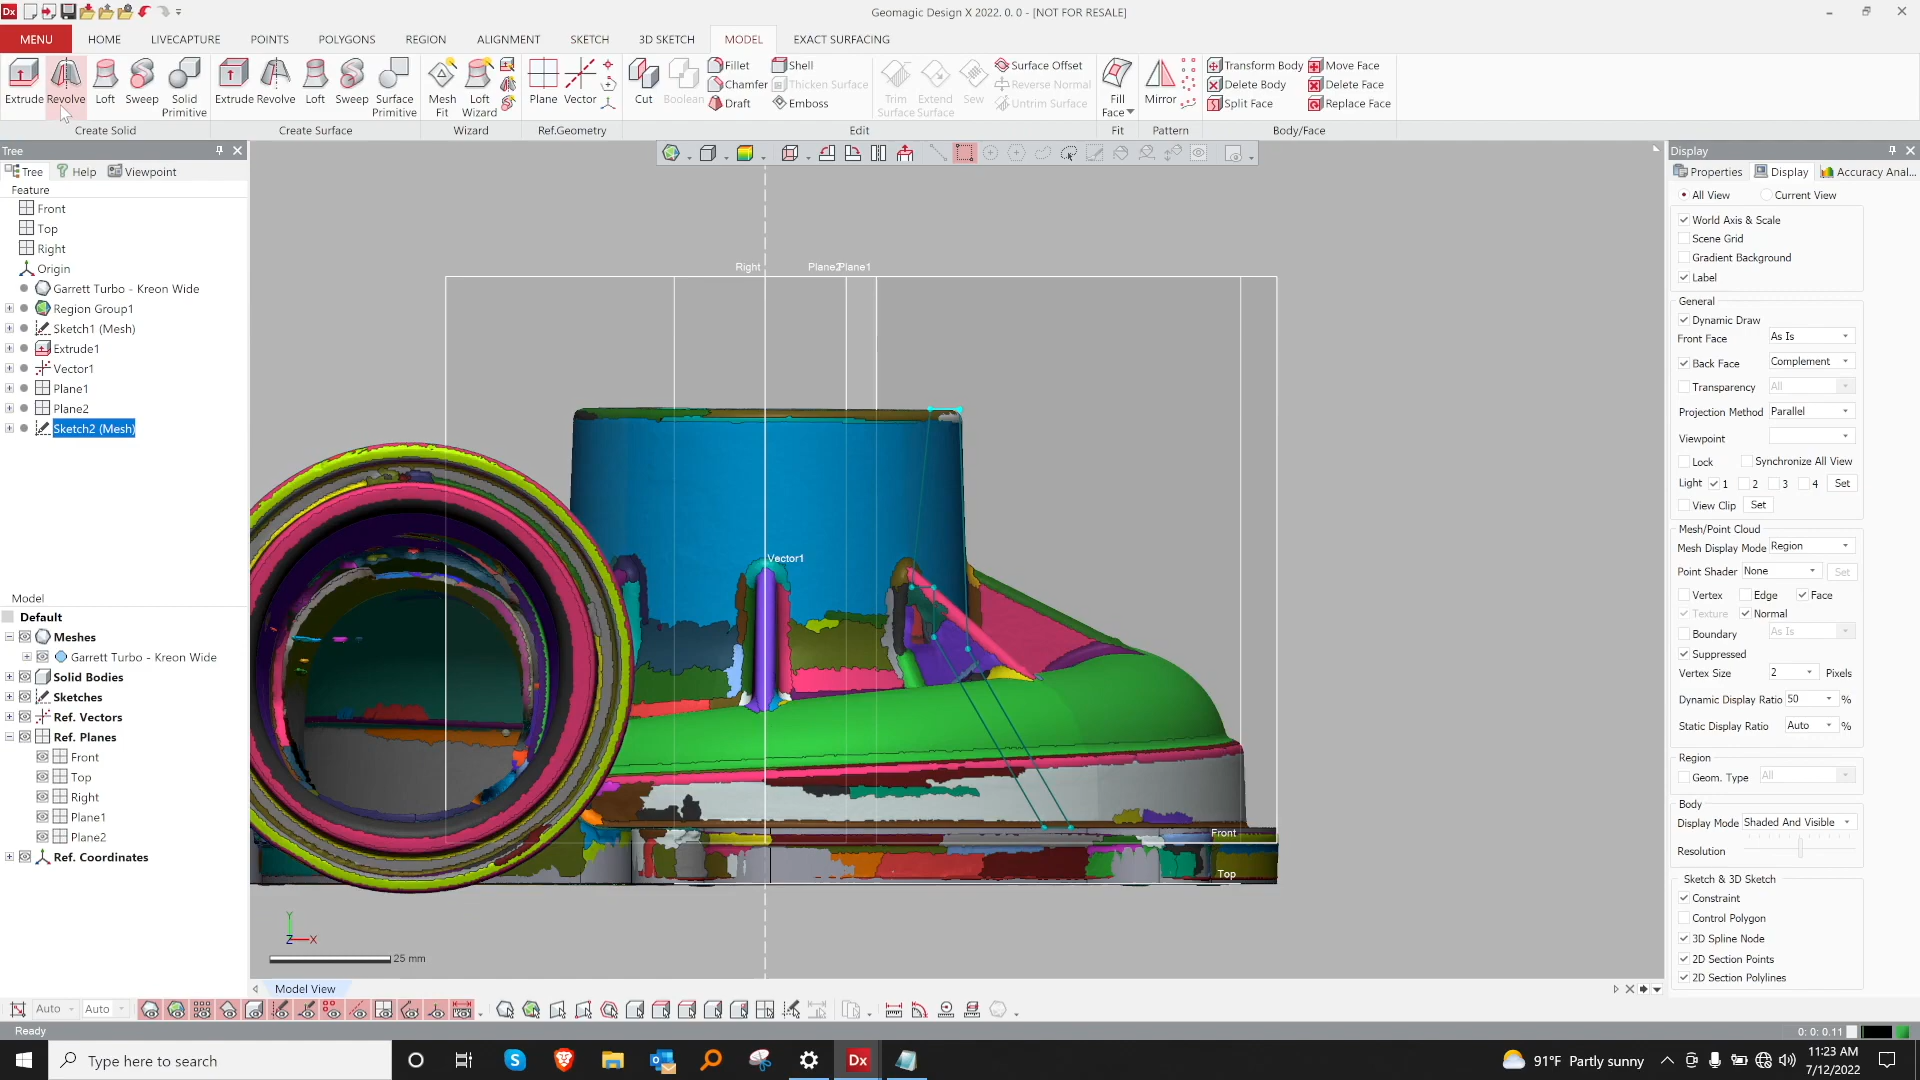 Dx
Geomagic Design X 2022. 0. 0 - [NOT FOR RESALE]
MENU HOME LIVECAPTURE POINTS POLYGONS REGION ALIGNMENT SKETCH 3D SKETCH MODEL EXACT SURFACING
Extrude Revolve Loft Sweep Solid Primitive
Create Solid
Extrude Revolve Loft Sweep Surface Primitive
Create Surface
Mesh Fit Loft Wizard
Wizard
Plane Vector
Ref.Geometry
Cut Boolean
Fillet
Chamfer
Draft
Shell
Thicken Surface
Emboss
Trim Surface Extend Surface Sew
Surface Offset
Reverse Normal
Untrim Surface
Edit
Fill Face
Fit
Mirror
Pattern
Transform Body
Delete Body
Split Face
Move Face
Delete Face
Replace Face
Body/Face
Tree
Tree Help Viewpoint
Feature
Front
Top
Right
Origin
Garrett Turbo - Kreon Wide
Region Group1
Sketch1 (Mesh)
Extrude1
Vector1
Plane1
Plane2
Sketch2 (Mesh)
Model
Default
Meshes
Garrett Turbo - Kreon Wide
Solid Bodies
Sketches
Ref. Vectors
Ref. Planes
Front
Top
Right
Plane1
Plane2
Ref. Coordinates
Right
Plane2
Plane1
Vector1
Front
Top
Y
Z X
25 mm
Model View
Display
Properties Display Accuracy Anal...
All View Current View
World Axis & Scale
Scene Grid
Gradient Background
Label
General
Dynamic Draw
Front Face As Is
Back Face Complement
Transparency All
Projection Method Parallel
Viewpoint
Lock Synchronize All View
Light 1 2 3 4 Set
View Clip Set
Mesh/Point Cloud
Mesh Display Mode Region
Point Shader None Set
Vertex Edge Face
Texture Normal
Boundary As Is
Suppressed
Vertex Size 2 Pixels
Dynamic Display Ratio 50 %
Static Display Ratio Auto %
Region
Geom. Type All
Body
Display Mode Shaded And Visible
Resolution
Sketch & 3D Sketch
Constraint
Control Polygon
3D Spline Node
2D Section Points
2D Section Polylines
Auto Auto
Ready
0: 0: 0.11
Type here to search
Dx
91°F Partly sunny
11:23 AM
7/12/2022